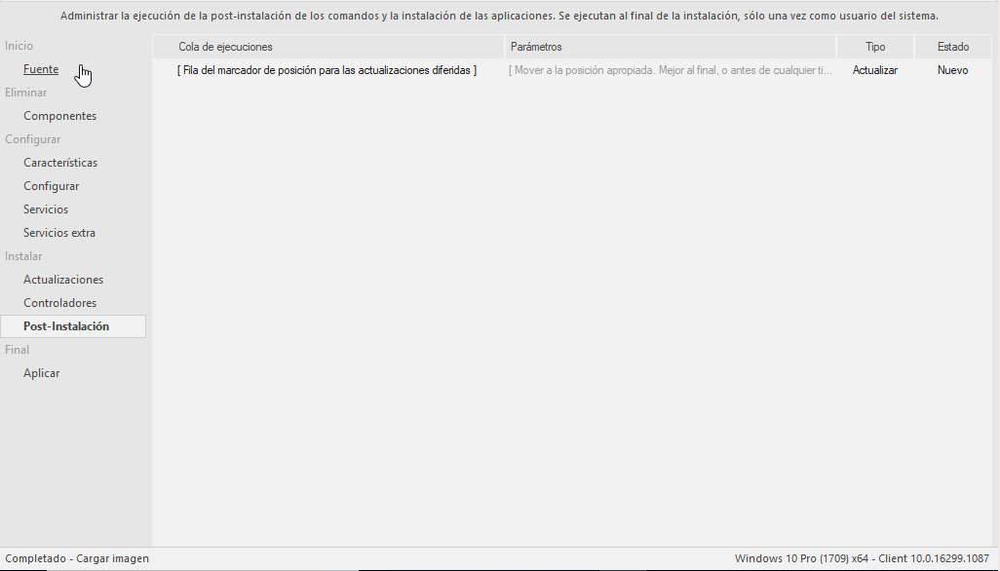 Administrar la ejecución de la post-instalación de los comandos y la instalación de las aplicaciones. Se ejecutan al final de la instalación, sólo una vez como usuario del sistema.
Inicio
Fuente
Eliminar
Componentes
Configurar
Características
Configurar
Servicios
Servicios extra
Instalar
Actualizaciones
Controladores
Post-Instalación
Final
Aplicar
Cola de ejecuciones Parámetros Tipo Estado
[ Fila del marcador de posición para las actualizaciones diferidas ] [ Mover a la posición apropiada. Mejor al final, o antes de cualquier ti... Actualizar Nuevo
Completado - Cargar imagen
Windows 10 Pro (1709) x64 - Client 10.0.16299.1087